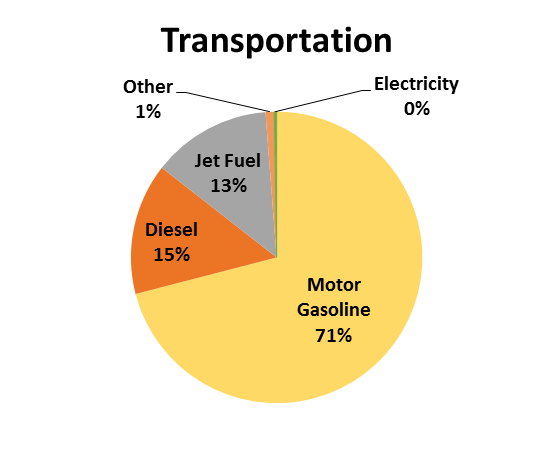 Transportation
Other
1%
Electricity
0%
Jet Fuel
13%
Diesel
15%
Motor
Gasoline
71%